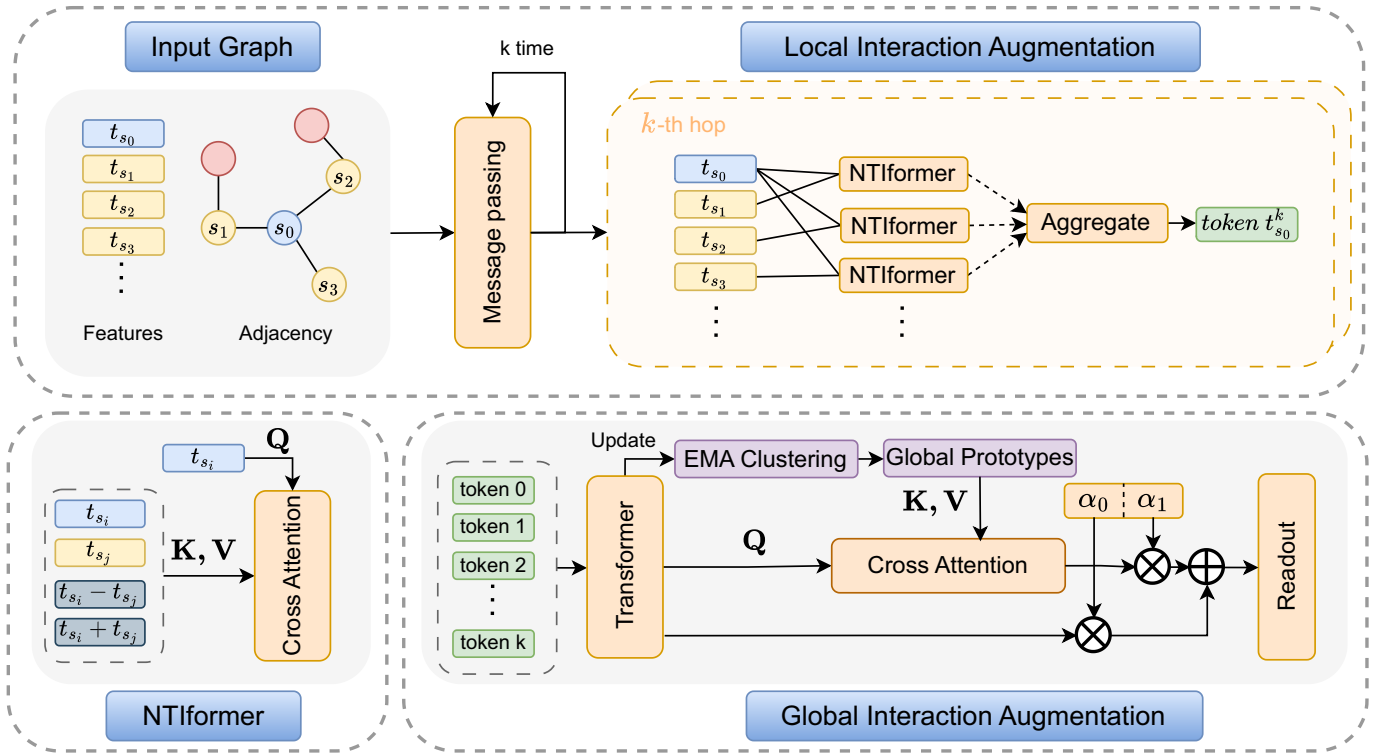 Input Graph
Local Interaction Augmentation
k time
k-th hop
t_{s_0}
t_{s_1}
t_{s_2}
t_{s_3}
s_2
s_1
s_0
s_3
Features
Adjacency
Message passing
t_{s_0}
t_{s_1}
t_{s_2}
t_{s_3}
NTIformer
NTIformer
NTIformer
Aggregate
token t_{s_0}^k
Q
t_{s_i}
t_{s_i}
t_{s_j}
t_{s_i} − t_{s_j}
t_{s_i} + t_{s_j}
K, V
Cross Attention
NTIformer
token 0
token 1
token 2
token k
Transformer
Update
EMA Clustering
Global Prototypes
K, V
Q
Cross Attention
α_0
α_1
Readout
Global Interaction Augmentation